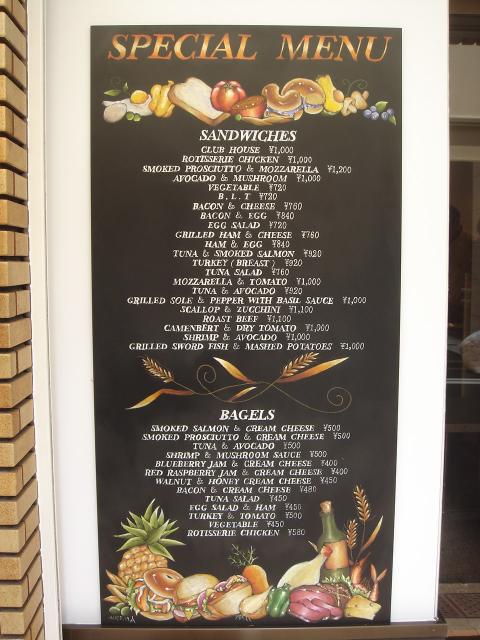 SPECIAL MENU
SANDWICHES
CLUB HOUSE ¥1,000
ROTISSERIE CHICKEN ¥1,000
SMOKED PROSCIUTTO & MOZZARELLA ¥1,200
AVOCADO & MUSHROOM ¥1,000
VEGETABLE ¥720
B.L.T ¥720
BACON & CHEESE ¥760
BACON & EGG ¥840
EGG SALAD ¥720
GRILLED HAM & CHEESE ¥760
HAM & EGG ¥840
TUNA & SMOKED SALMON ¥920
TURKEY (BREAST) ¥920
TUNA SALAD ¥760
MOZZARELLA & TOMATO ¥1,000
TUNA & AVOCADO ¥920
GRILLED SOLE & PEPPER WITH BASIL SAUCE ¥1,000
SCALLOP & ZUCCHINI ¥1,100
ROAST BEEF ¥1,100
CAMENBERT & DRY TOMATO ¥1,000
SHRIMP & AVOCADO ¥1,000
GRILLED SWORD FISH & MASHED POTATOES ¥1,000
BAGELS
SMOKED SALMON & CREAM CHEESE ¥500
SMOKED PROSCIUTTO & CREAM CHEESE ¥500
TUNA & AVOCADO ¥500
SHRIMP & MUSHROOM SAUCE ¥500
BLUEBERRY JAM & CREAM CHEESE ¥400
RED RASPBERRY JAM & CREAM CHEESE ¥400
WALNUT & HONEY CREAM CHEESE ¥450
BACON & CREAM CHEESE ¥480
TUNA SALAD ¥450
EGG SALAD & HAM ¥450
TURKEY & TOMATO ¥500
VEGETABLE ¥450
ROTISSERIE CHICKEN ¥580